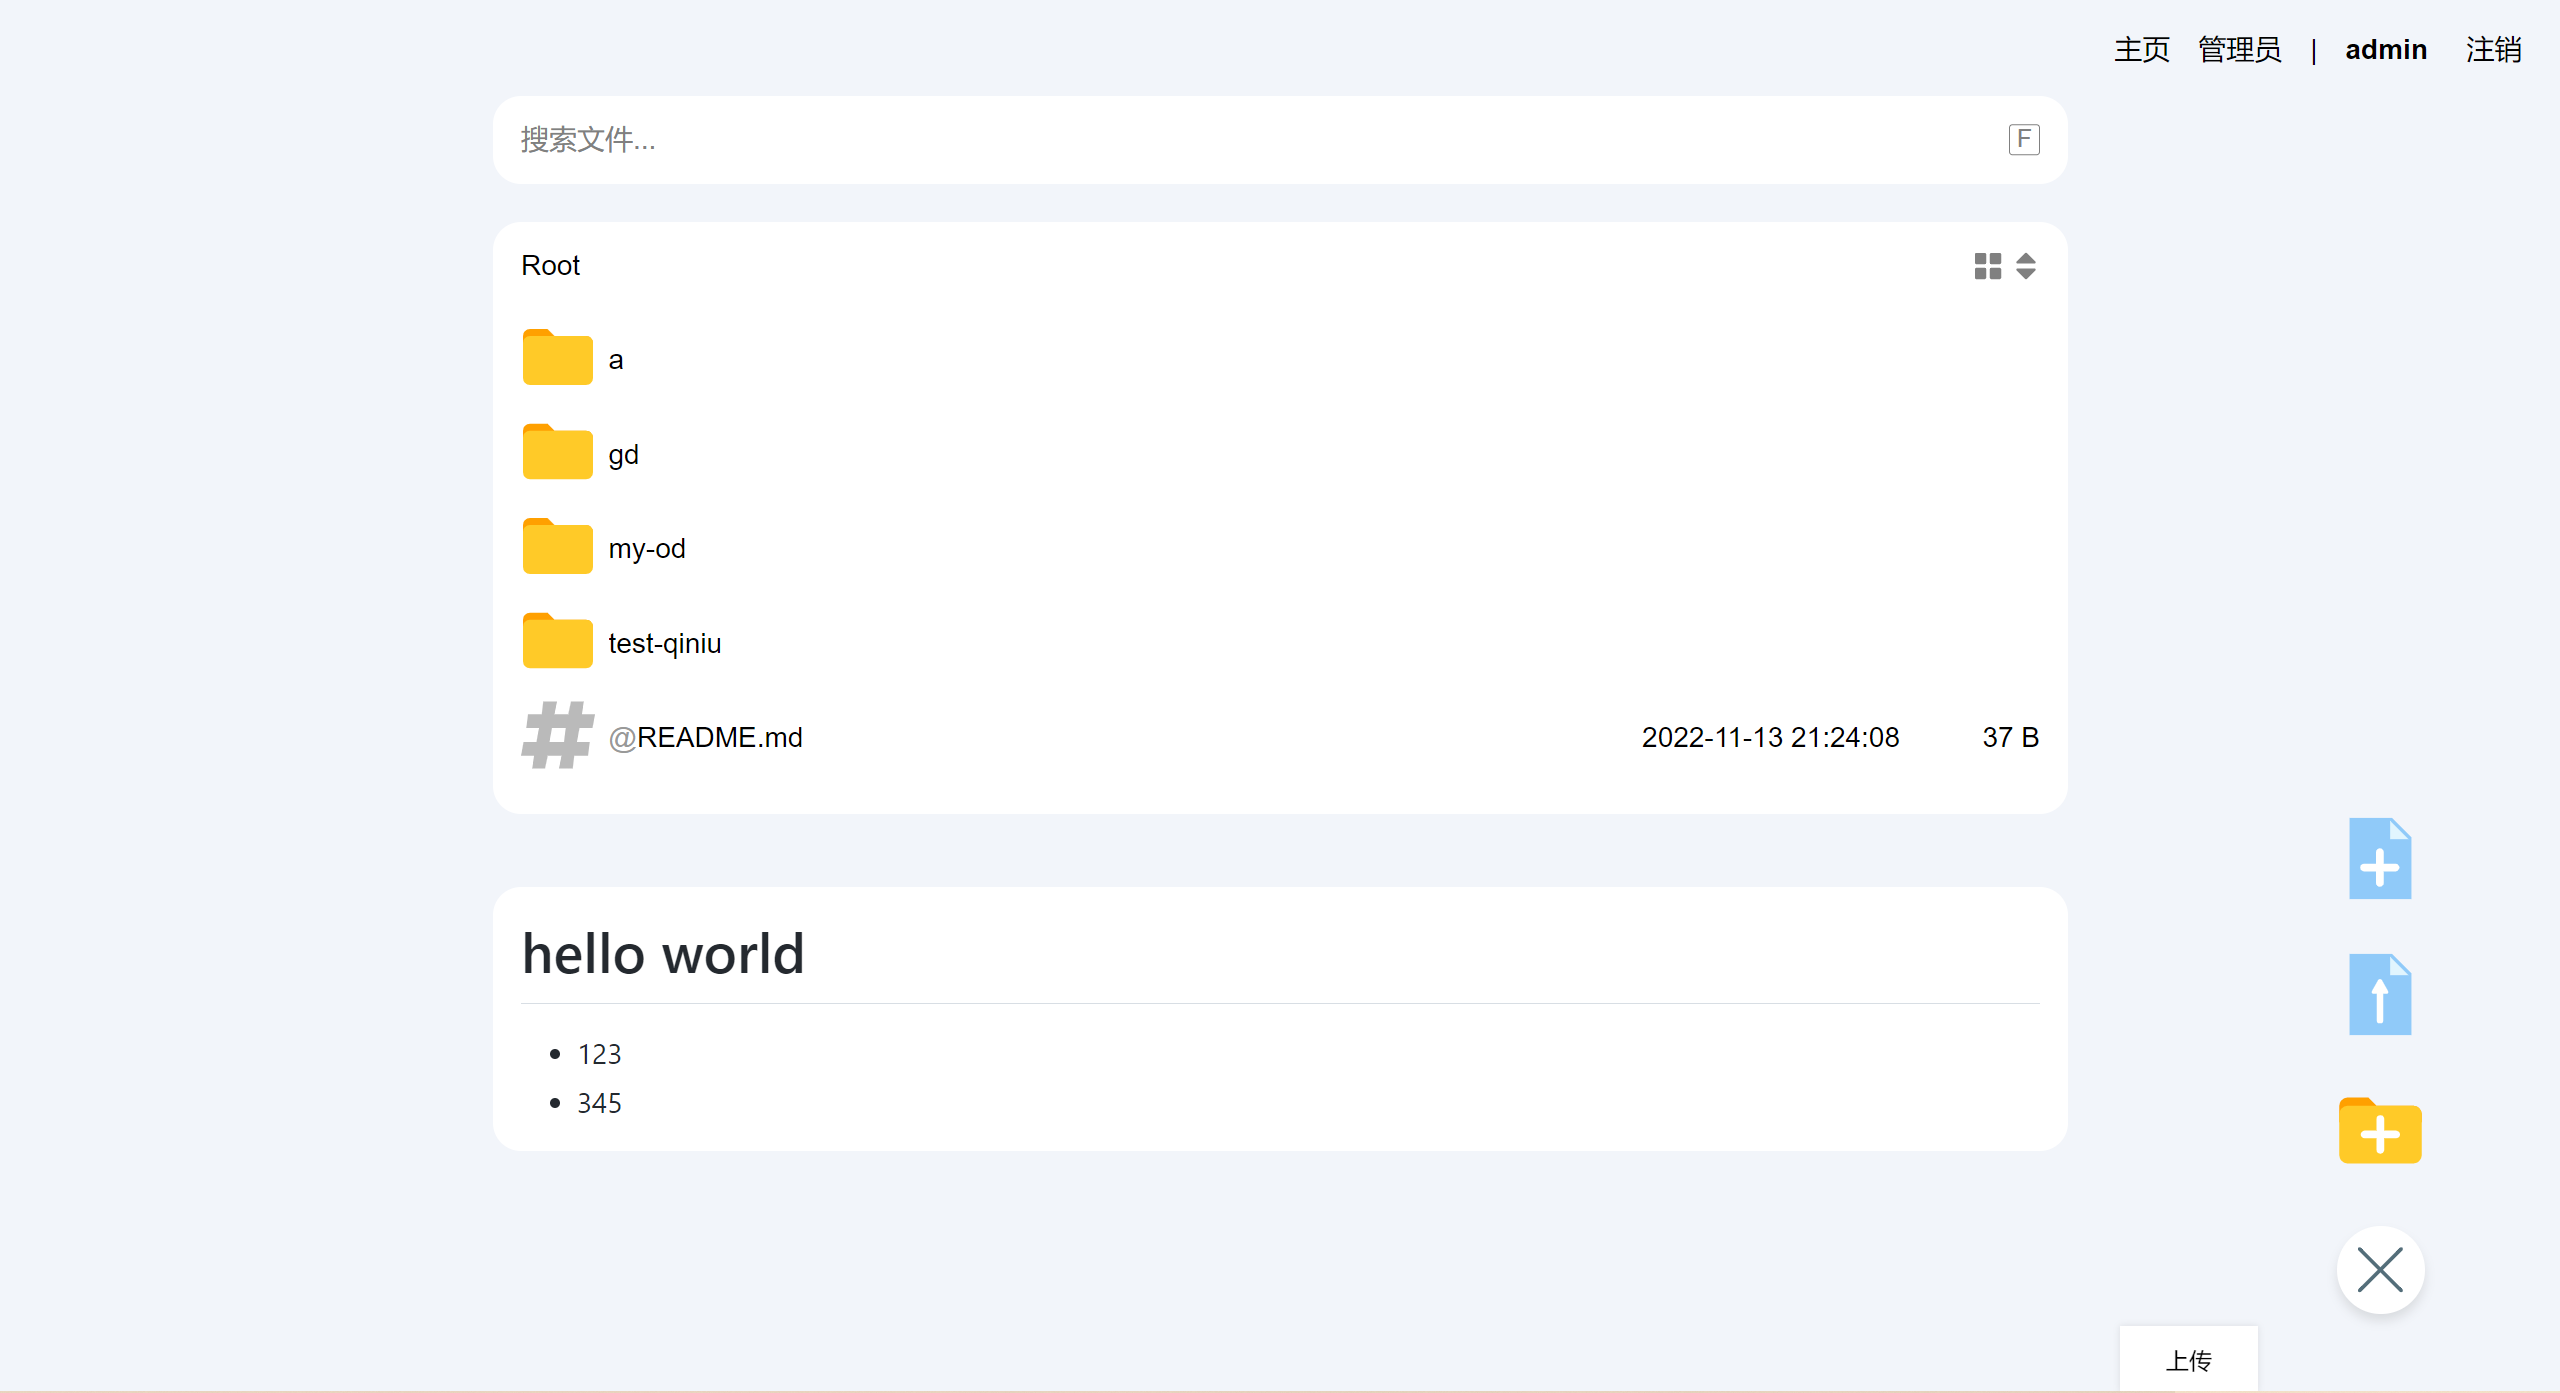 主页 管理员 | admin 注销
搜索文件... F
Root
a
gd
my-od
test-qiniu
@README.md 2022-11-13 21:24:08 37 B
hello world
123
345
上传